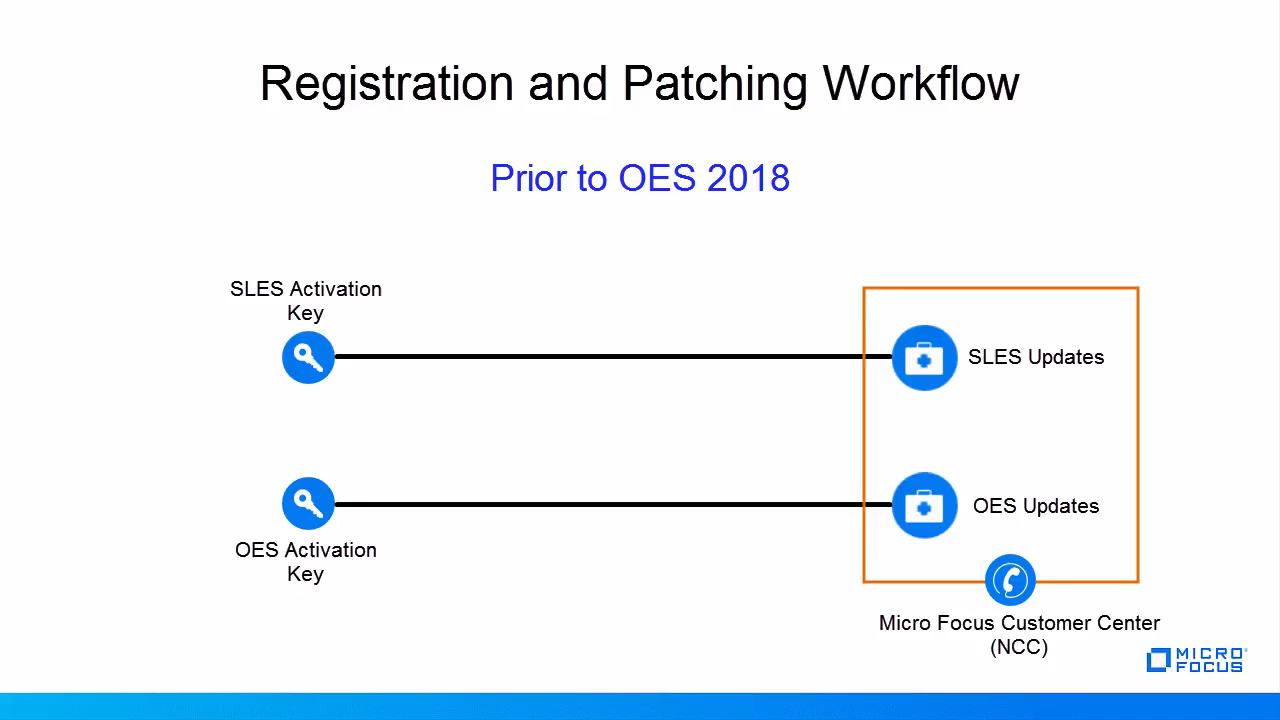 Registration and Patching Workflow
Prior to OES 2018
SLES Activation
Key
SLES Updates
OES Updates
OES Activation
Key
Micro Focus Customer Center
(NCC)
MICRO
FOCUS